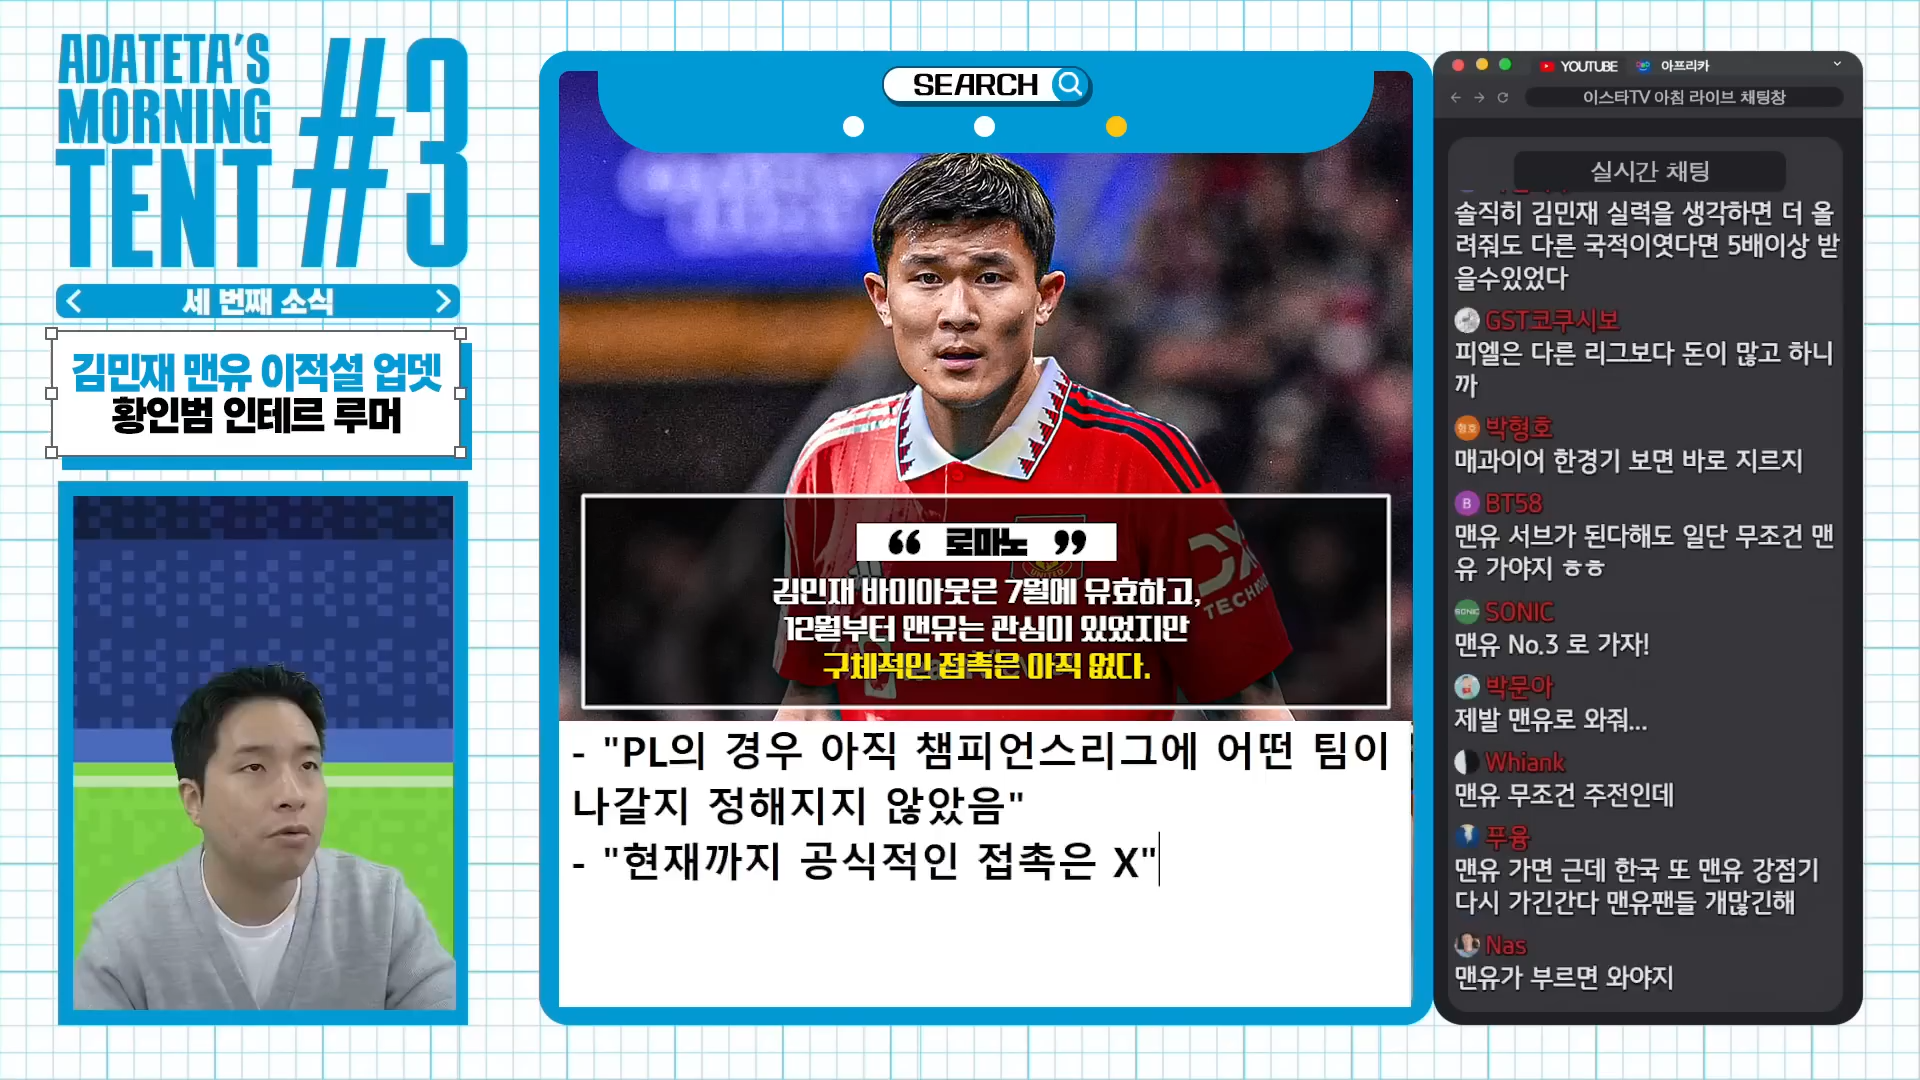 ADATETA'S
MORNING
TENT
#3
세 번째 소식
김민재 맨유 이적설 업뎃
황인범 인테르 루머
SEARCH
“ 로마노 ”
김민재 바이아웃은 7월에 유효하고,
12월부터 맨유는 관심이 있었지만
구체적인 접촉은 아직 없다.
UNITED
TECHN
- "PL의 경우 아직 챔피언스리그에 어떤 팀이
나갈지 정해지지 않았음"
- "현재까지 공식적인 접촉은 X"
YOUTUBE
아프리카
이스타TV 아침 라이브 채팅창
실시간 채팅
솔직히 김민재 실력을 생각하면 더 올
려줘도 다른 국적이엿다면 5배이상 받
을수있었다
GST코쿠시보
피엘은 다른 리그보다 돈이 많고 하니
까
형호 박형호
매과이어 한경기 보면 바로 지르지
B BT58
맨유 서브가 된다해도 일단 무조건 맨
유 가야지 ㅎㅎ
SONIC SONIC
맨유 No.3 로 가자!
박문아
제발 맨유로 와줘...
Whiank
맨유 무조건 주전인데
푸융
맨유 가면 근데 한국 또 맨유 강점기
다시 가긴간다 맨유팬들 개많긴해
Nas
맨유가 부르면 와야지